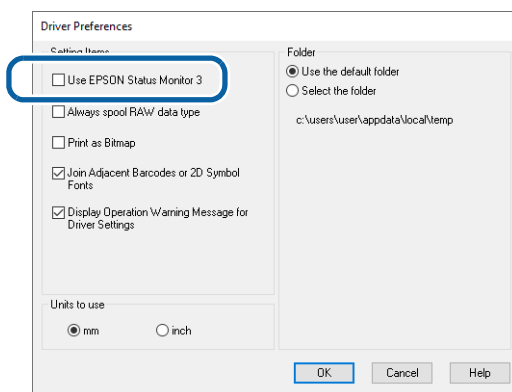 Driver Preferences
Setting Items
Use EPSON Status Monitor 3
Always spool RAW data type
Print as Bitmap
Join Adjacent Barcodes or 2D Symbol
Fonts
Display Operation Warning Message for
Driver Settings
Units to use
mm
inch
Folder
Use the default folder
Select the folder
c:\users\user\appdata\local\temp
OK
Cancel
Help